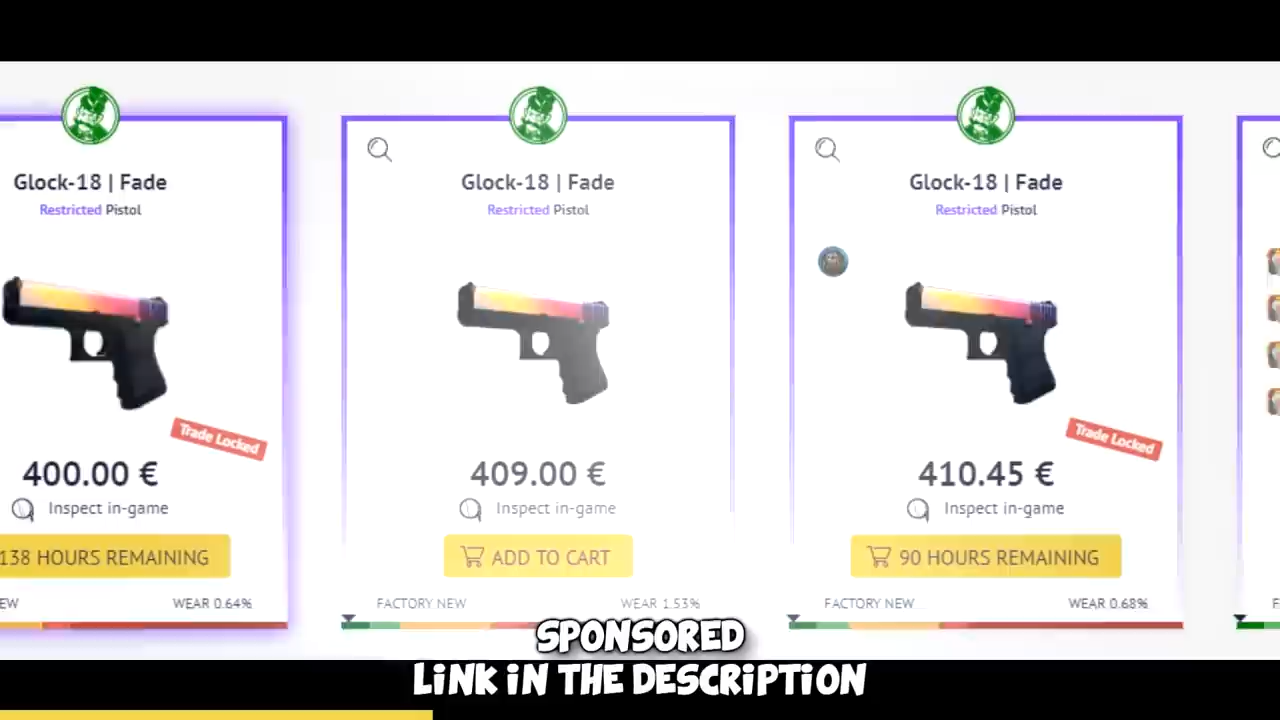 Glock-18 | Fade
Restricted Pistol
Trade Locked
400.00 €
Inspect in-game
138 HOURS REMAINING
EW
WEAR 0.64%
Glock-18 | Fade
Restricted Pistol
409.00 €
Inspect in-game
ADD TO CART
FACTORY NEW
WEAR 1.53%
Glock-18 | Fade
Restricted Pistol
Trade Locked
410.45 €
Inspect in-game
90 HOURS REMAINING
FACTORY NEW
WEAR 0.68%
F
SPONSORED
LINK IN THE DESCRIPTION